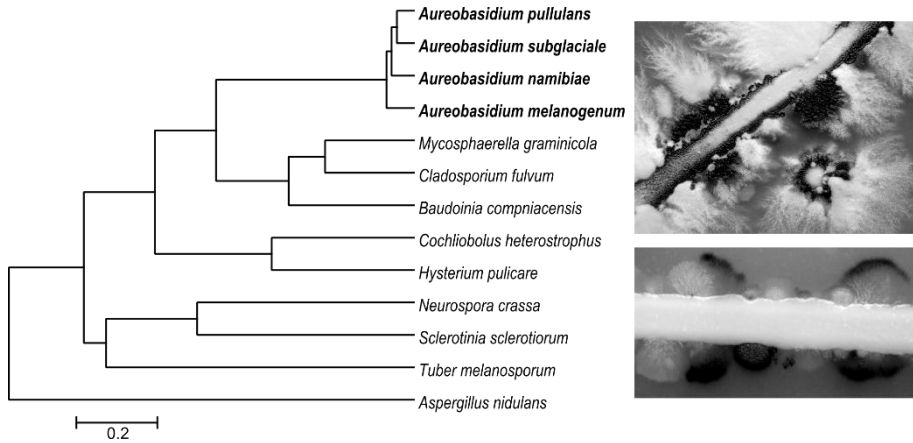 Aureobasidium pullulans
Aureobasidium subglaciale
Aureobasidium namibiae
Aureobasidium melanogenum
Mycosphaerella graminicola
Cladosporium fulvum
Baudoinia compniacensis
Cochliobolus heterostrophus
Hysterium pulicare
Neurospora crassa
Sclerotinia sclerotiorum
Tuber melanosporum
Aspergillus nidulans
0.2